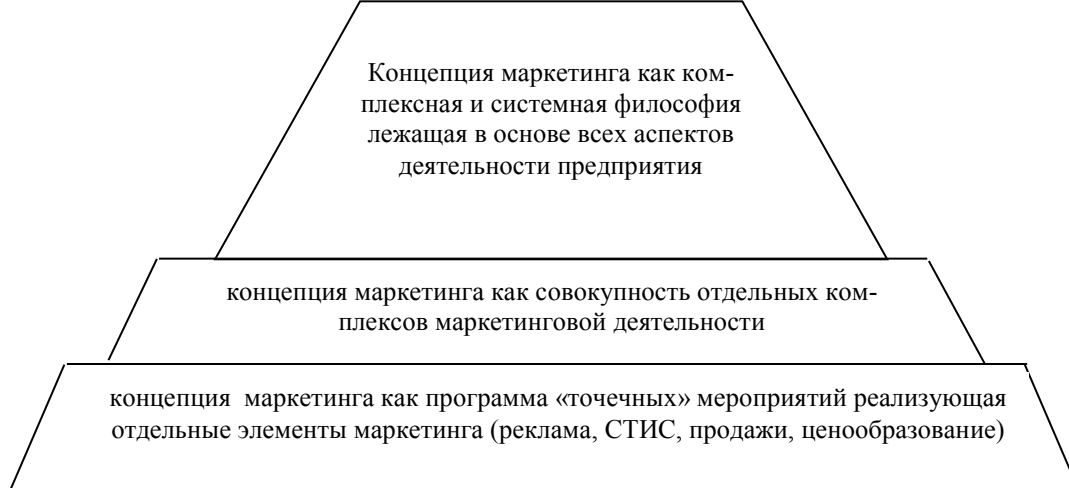 Концепция маркетинга как ком-
плексная и системная философия
лежащая в основе всех аспектов
деятельности предприятия
концепция маркетинга как совокупность отдельных ком-
плексов маркетинговой деятельности
концепция  маркетинга как программа «точечных» мероприятий реализующая
отдельные элементы маркетинга (реклама, СТИС, продажи, ценообразование)